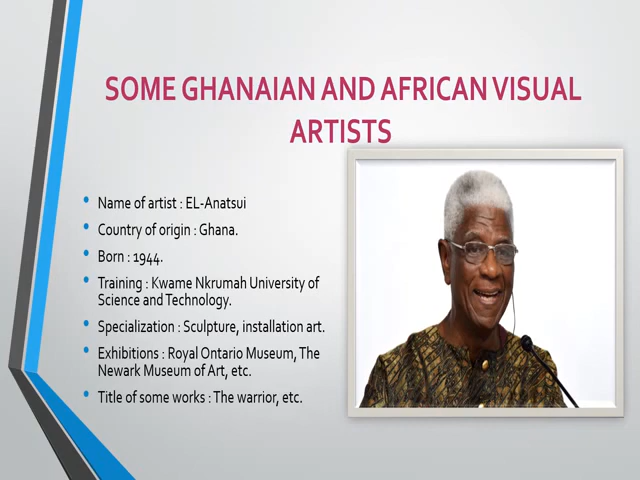 SOME GHANAIAN AND AFRICAN VISUAL
ARTISTS
• Name of artist : EL-Anatsui
• Country of origin : Ghana.
• Born : 1944.
• Training : Kwame Nkrumah University of
Science and Technology.
• Specialization : Sculpture, installation art.
• Exhibitions : Royal Ontario Museum, The
Newark Museum of Art, etc.
• Title of some works : The warrior, etc.